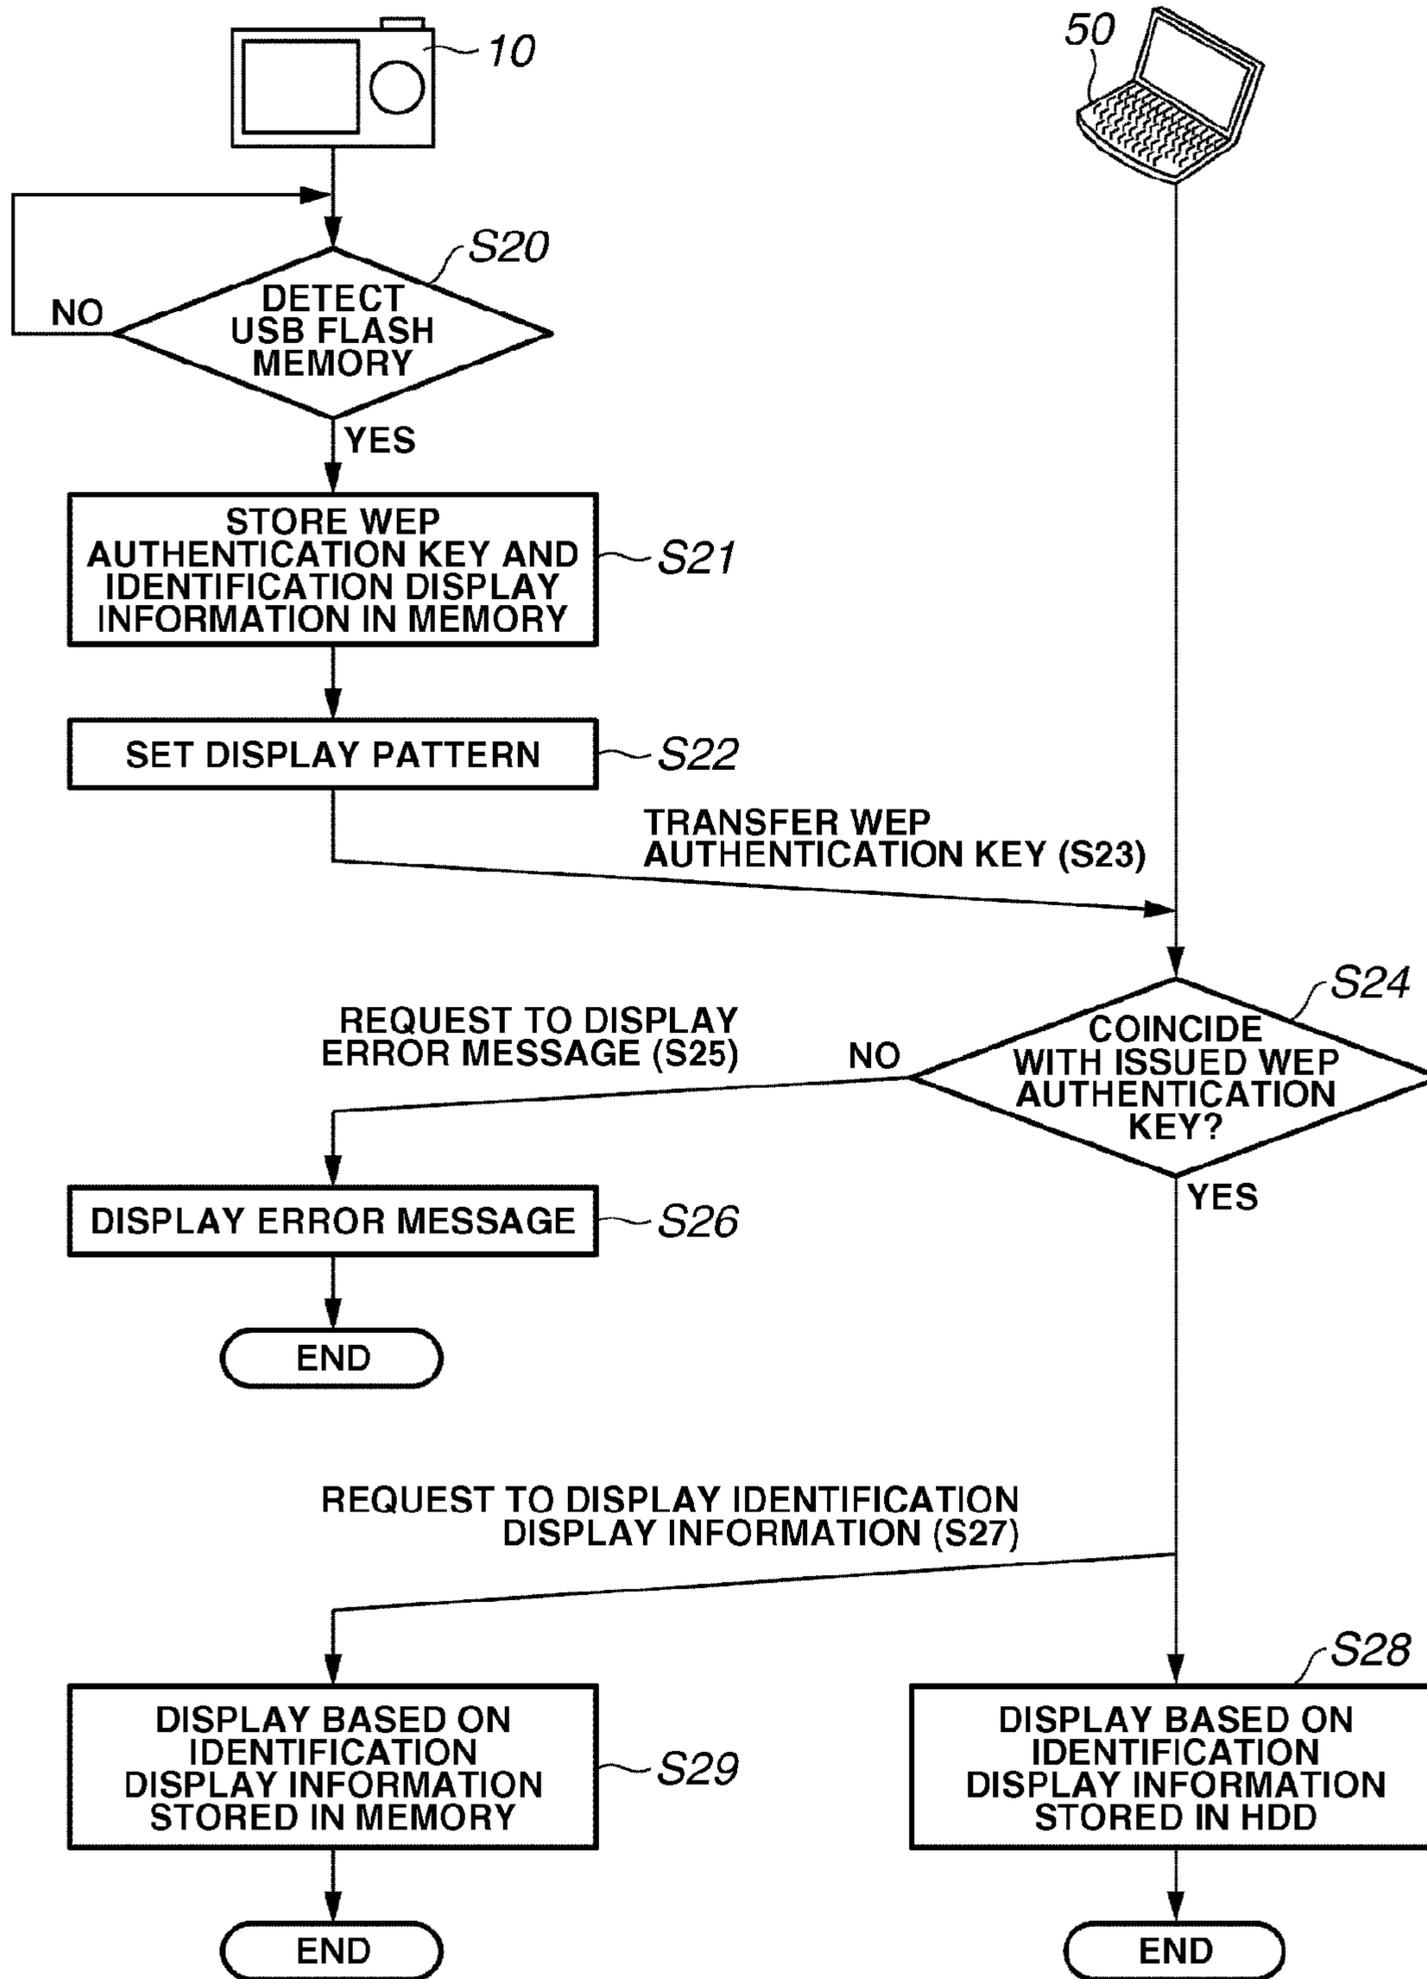 10
50
S20
DETECT
USB FLASH
MEMORY
NO
YES
STORE WEP
AUTHENTICATION KEY AND
IDENTIFICATION DISPLAY
INFORMATION IN MEMORY
S21
SET DISPLAY PATTERN
S22
TRANSFER WEP
AUTHENTICATION KEY (S23)
S24
COINCIDE
WITH ISSUED WEP
AUTHENTICATION
KEY?
NO
YES
REQUEST TO DISPLAY
ERROR MESSAGE (S25)
DISPLAY ERROR MESSAGE
S26
END
REQUEST TO DISPLAY IDENTIFICATION
DISPLAY INFORMATION (S27)
DISPLAY BASED ON
IDENTIFICATION
DISPLAY INFORMATION
STORED IN MEMORY
S29
S28
DISPLAY BASED ON
IDENTIFICATION
DISPLAY INFORMATION
STORED IN HDD
END
END